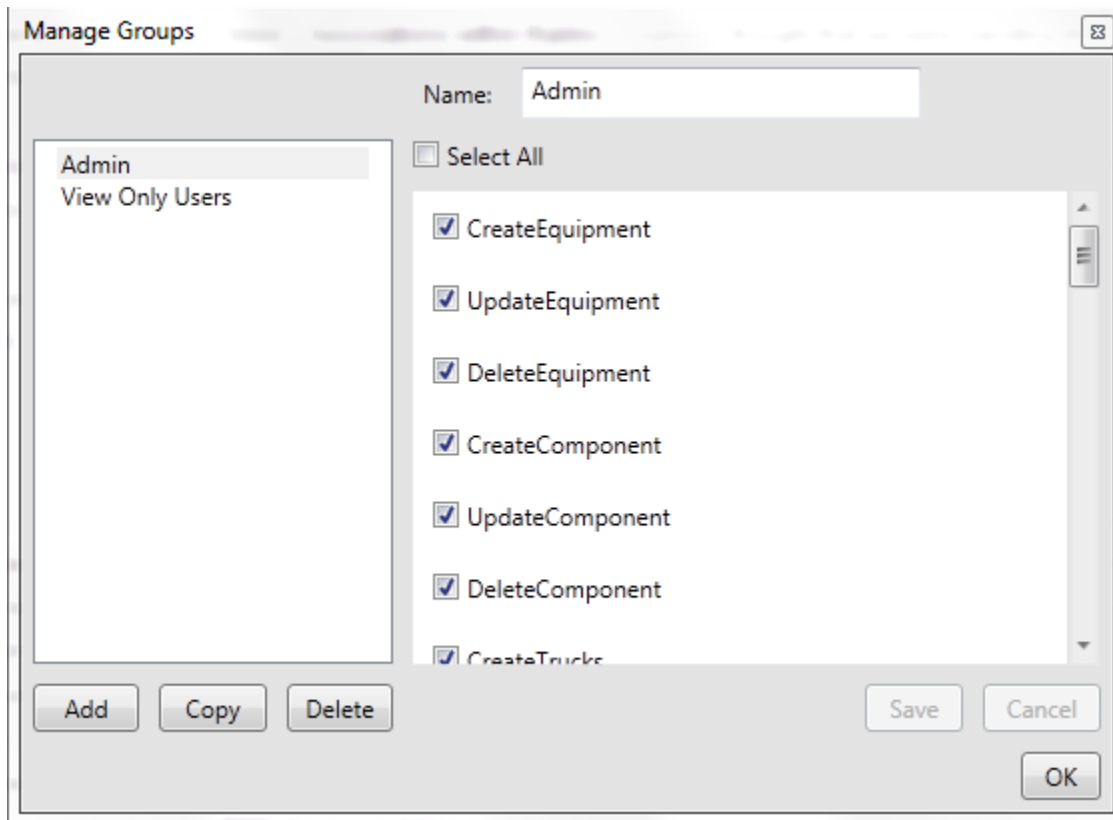 Manage Groups
Name: Admin
Admin
View Only Users
Select All
CreateEquipment
UpdateEquipment
DeleteEquipment
CreateComponent
UpdateComponent
DeleteComponent
CreateTrucks
Add Copy Delete
Save Cancel
OK